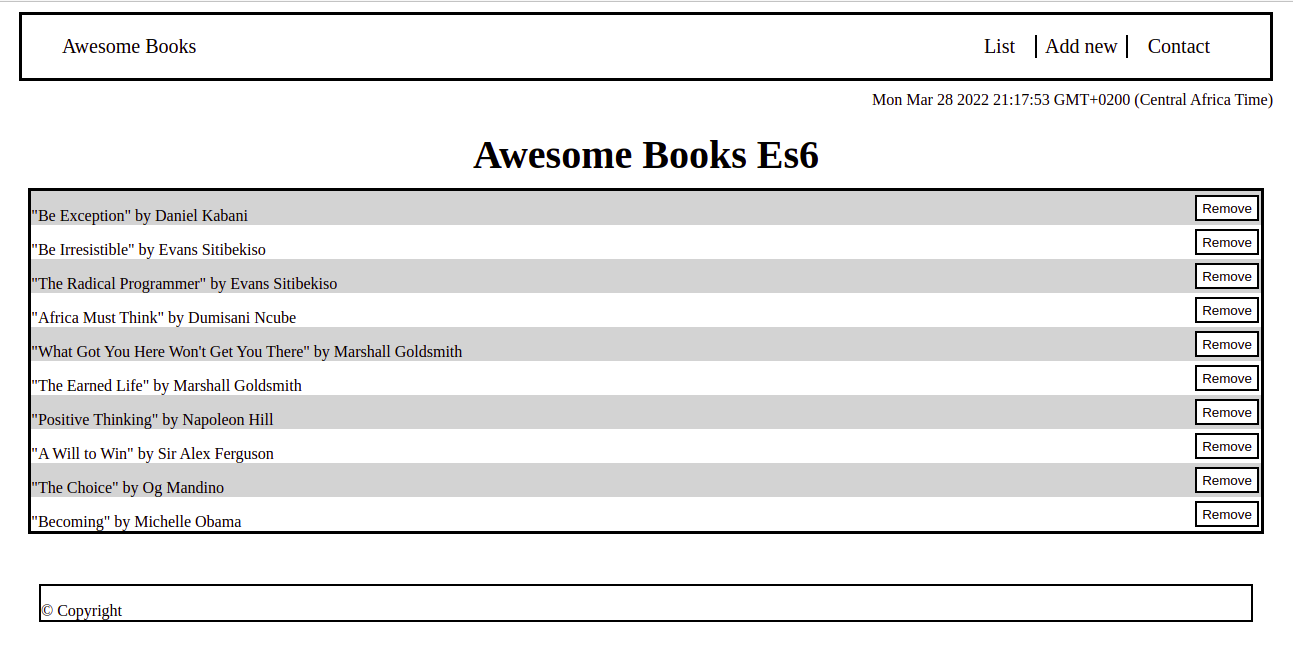 Awesome Books List Add new Contact
Mon Mar 28 2022 21:17:53 GMT+0200 (Central Africa Time)
Awesome Books Es6
"Be Exception" by Daniel Kabani Remove
"Be Irresistible" by Evans Sitibekiso Remove
"The Radical Programmer" by Evans Sitibekiso Remove
"Africa Must Think" by Dumisani Ncube Remove
"What Got You Here Won't Get You There" by Marshall Goldsmith Remove
"The Earned Life" by Marshall Goldsmith Remove
"Positive Thinking" by Napoleon Hill Remove
"A Will to Win" by Sir Alex Ferguson Remove
"The Choice" by Og Mandino Remove
"Becoming" by Michelle Obama Remove
© Copyright